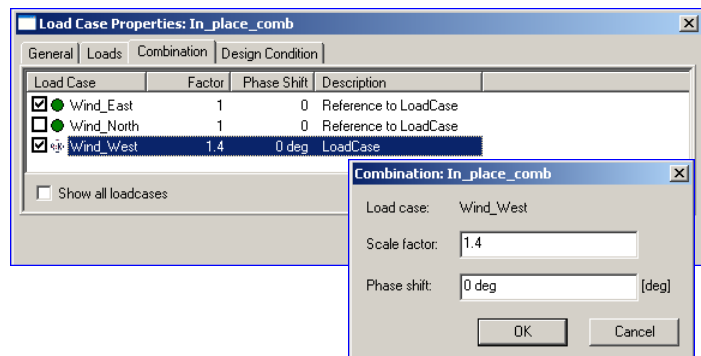 Load Case Properties: In_place_comb
General Loads Combination Design Condition
Load Case Factor Phase Shift Description
Wind_East 1 0 Reference to LoadCase
Wind_North 1 0 Reference to LoadCase
Wind_West 1.4 0 deg LoadCase
Show all loadcases
Combination: In_place_comb
Load case: Wind_West
Scale factor: 1.4
Phase shift: 0 deg [deg]
OK Cancel